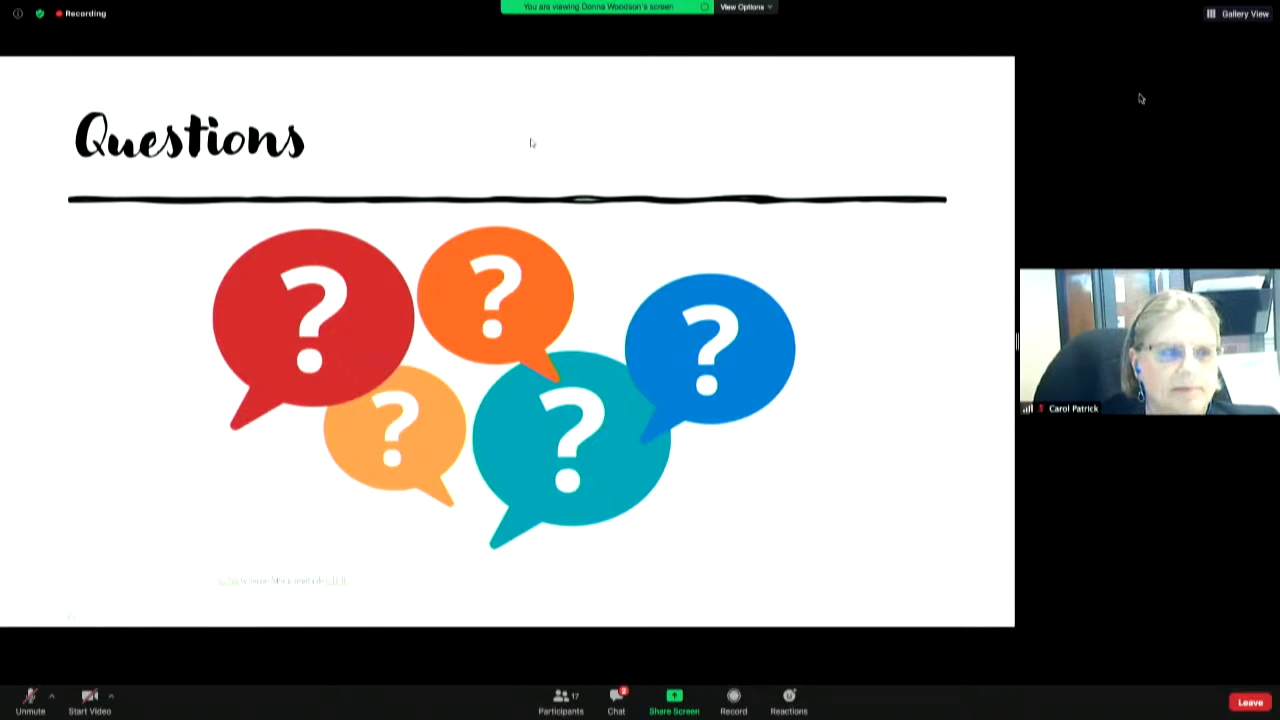 Recording
You are viewing Donna Woodson's screen
View Options
Gallery View
Questions
?
?
?
?
?
Carol Patrick
Unmute
Start Video
17
Participants
2
Chat
Share Screen
Record
Reactions
Leave